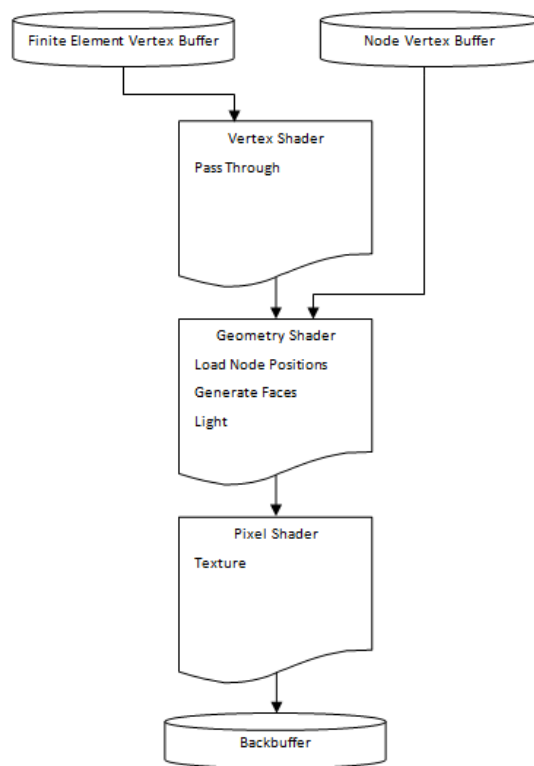 Finite Element Vertex Buffer
Node Vertex Buffer
Vertex Shader
Pass Through
Geometry Shader
Load Node Positions
Generate Faces
Light
Pixel Shader
Texture
Backbuffer